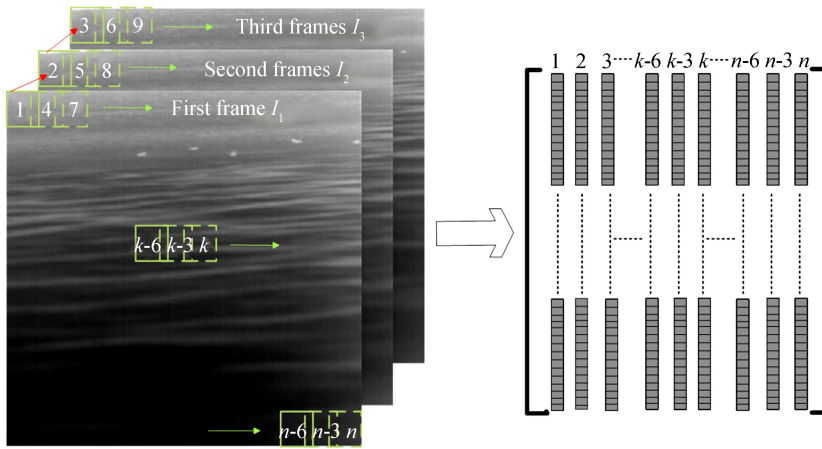 3 6 9 Third frames I3
2 5 8 Second frames I2
1 4 7 First frame I1
k-6 k-3 k
n-6 n-3 n
1 2 3 k-6 k-3 k n-6 n-3 n